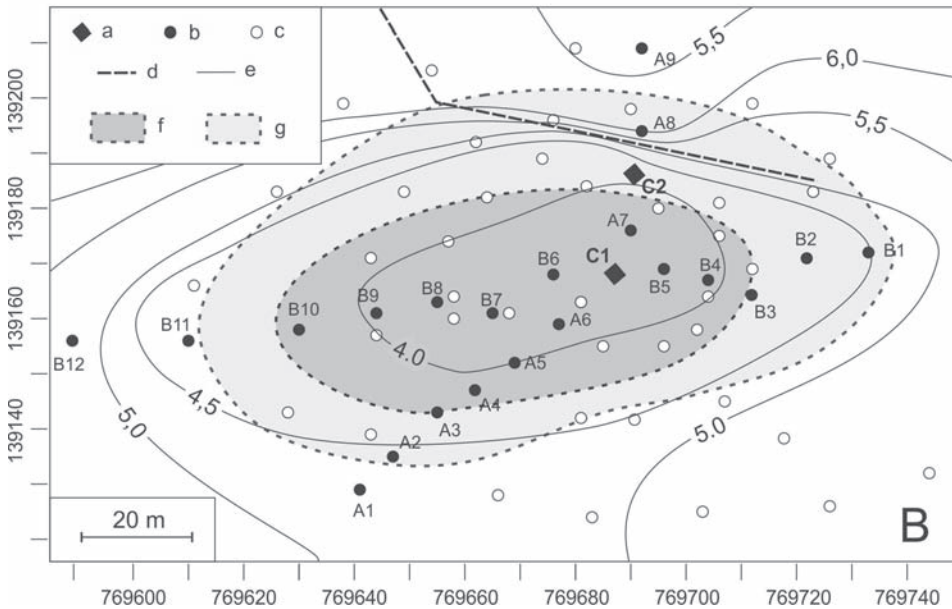 a b c
d e
f g
20 m
B
5,5
6,0
5,5
A9
A8
C2
A7
C1
B6
B5
B4
B3
B2
B1
B10
B9
B8
B7
A6
A5
4.0
A4
A3
A2
A1
B11
B12
4,5
5,0
5.0
139200
139180
139160
139140
769600 769620 769640 769660 769680 769700 769720 769740